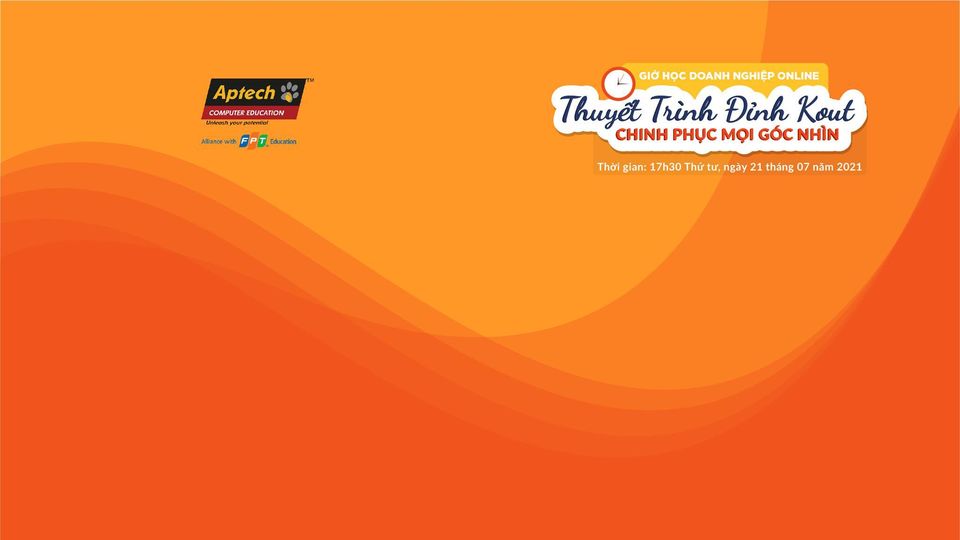 Aptech TM
COMPUTER EDUCATION
Unleash your potential
Alliance with FPT Education
GIỜ HỌC DOANH NGHIỆP ONLINE
Thuyết Trình Đỉnh Kout
CHINH PHỤC MỌI GÓC NHÌN
Thời gian: 17h30 Thứ tư, ngày 21 tháng 07 năm 2021